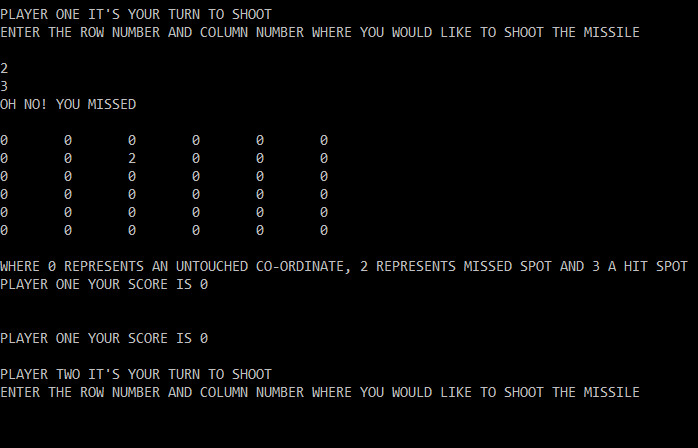 PLAYER ONE IT'S YOUR TURN TO SHOOT
ENTER THE ROW NUMBER AND COLUMN NUMBER WHERE YOU WOULD LIKE TO SHOOT THE MISSILE
2
3
OH NO! YOU MISSED
0 0 0 0 0 0
0 0 2 0 0 0
0 0 0 0 0 0
0 0 0 0 0 0
0 0 0 0 0 0
0 0 0 0 0 0
WHERE 0 REPRESENTS AN UNTOUCHED CO-ORDINATE, 2 REPRESENTS MISSED SPOT AND 3 A HIT SPOT
PLAYER ONE YOUR SCORE IS 0
PLAYER ONE YOUR SCORE IS 0
PLAYER TWO IT'S YOUR TURN TO SHOOT
ENTER THE ROW NUMBER AND COLUMN NUMBER WHERE YOU WOULD LIKE TO SHOOT THE MISSILE